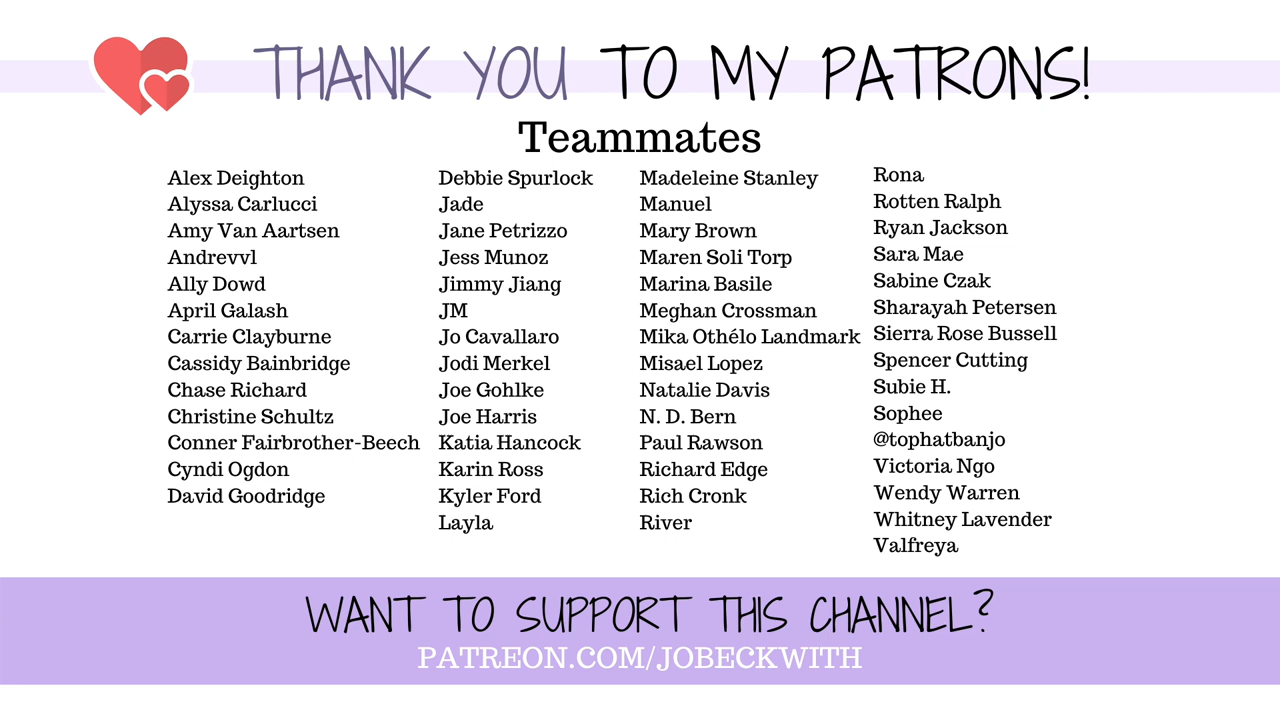 THANK YOU TO MY PATRONS!
Teammates
Alex Deighton
Alyssa Carlucci
Amy Van Aartsen
Andrevvl
Ally Dowd
April Galash
Carrie Clayburne
Cassidy Bainbridge
Chase Richard
Christine Schultz
Conner Fairbrother-Beech
Cyndi Ogdon
David Goodridge
Debbie Spurlock
Jade
Jane Petrizzo
Jess Munoz
Jimmy Jiang
JM
Jo Cavallaro
Jodi Merkel
Joe Gohlke
Joe Harris
Katia Hancock
Karin Ross
Kyler Ford
Layla
Madeleine Stanley
Manuel
Mary Brown
Maren Soli Torp
Marina Basile
Meghan Crossman
Mika Othélo Landmark
Misael Lopez
Natalie Davis
N. D. Bern
Paul Rawson
Richard Edge
Rich Cronk
River
Rona
Rotten Ralph
Ryan Jackson
Sara Mae
Sabine Czak
Sharayah Petersen
Sierra Rose Bussell
Spencer Cutting
Subie H.
Sophee
@tophatbanjo
Victoria Ngo
Wendy Warren
Whitney Lavender
Valfreya
WANT TO SUPPORT THIS CHANNEL?
PATREON.COM/JOBECKWITH